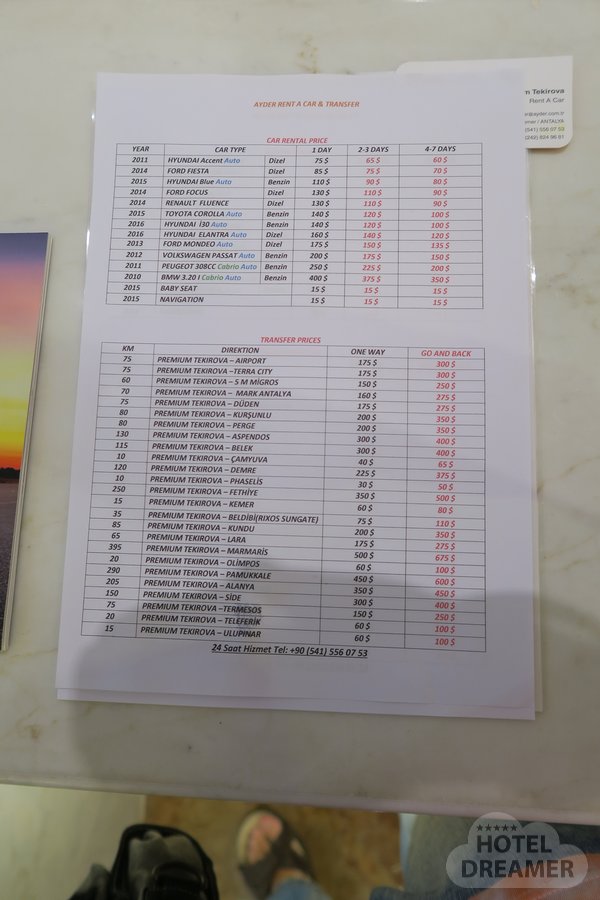 AYDER RENT A CAR & TRANSFER
m Tekirova
Rent A Car
r@ayder.com.tr
emer / ANTALYA
(541) 556 07 53
(242) 824 96 61
CAR RENTAL PRICE
YEAR CAR TYPE 1 DAY 2-3 DAYS 4-7 DAYS
2011 HYUNDAI Accent Auto Dizel 75 $ 65 $ 60 $
2014 FORD FIESTA Dizel 85 $ 75 $ 70 $
2015 HYUNDAI Blue Auto Benzin 110 $ 90 $ 80 $
2014 FORD FOCUS Dizel 130 $ 110 $ 90 $
2014 RENAULT FLUENCE Dizel 130 $ 110 $ 90 $
2015 TOYOTA COROLLA Auto Benzin 140 $ 120 $ 100 $
2016 HYUNDAI İ30 Auto Benzin 140 $ 120 $ 100 $
2016 HYUNDAI ELANTRA Auto Dizel 160 $ 140 $ 120 $
2013 FORD MONDEO Auto Dizel 175 $ 150 $ 135 $
2012 VOLKSWAGEN PASSAT Auto Benzin 200 $ 175 $ 150 $
2011 PEUGEOT 308CC Cabrio Auto Benzin 250 $ 225 $ 200 $
2010 BMW 3.20 I Cabrio Auto Benzin 400 $ 375 $ 350 $
2015 BABY SEAT 15 $ 15 $ 15 $
2015 NAVIGATION 15 $ 15 $ 15 $
TRANSFER PRICES
KM DIREKTION ONE WAY GO AND BACK
75 PREMIUM TEKIROVA – AIRPORT 175 $ 300 $
75 PREMIUM TEKIROVA –TERRA CITY 175 $ 300 $
60 PREMIUM TEKIROVA – 5 M MİGROS 150 $ 250 $
70 PREMIUM TEKIROVA – MARK ANTALYA 160 $ 275 $
75 PREMIUM TEKIROVA – DÜDEN 175 $ 275 $
80 PREMIUM TEKIROVA – KURŞUNLU 200 $ 350 $
80 PREMIUM TEKIROVA – PERGE 200 $ 350 $
130 PREMIUM TEKIROVA – ASPENDOS 300 $ 400 $
115 PREMIUM TEKIROVA – BELEK 300 $ 400 $
10 PREMIUM TEKIROVA – ÇAMYUVA 40 $ 65 $
120 PREMIUM TEKIROVA – DEMRE 225 $ 375 $
10 PREMIUM TEKIROVA – PHASELİS 30 $ 50 $
250 PREMIUM TEKIROVA – FETHİYE 350 $ 500 $
15 PREMIUM TEKIROVA – KEMER 60 $ 80 $
35 PREMIUM TEKIROVA – BELDİBİ(RIXOS SUNGATE) 75 $ 110 $
85 PREMIUM TEKIROVA – KUNDU 200 $ 350 $
65 PREMIUM TEKIROVA – LARA 175 $ 275 $
395 PREMIUM TEKIROVA – MARMARİS 500 $ 675 $
20 PREMIUM TEKIROVA – OLİMPOS 60 $ 100 $
290 PREMIUM TEKIROVA – PAMUKKALE 450 $ 600 $
205 PREMIUM TEKIROVA – ALANYA 350 $ 450 $
150 PREMIUM TEKIROVA – SİDE 300 $ 400 $
75 PREMIUM TEKIROVA –TERMESOS 150 $ 250 $
20 PREMIUM TEKIROVA – TELEFERİK 60 $ 100 $
15 PREMIUM TEKIROVA – ULUPINAR 60 $ 100 $
24 Saat Hizmet Tel: +90 (541) 556 07 53
HOTEL
DREAMER